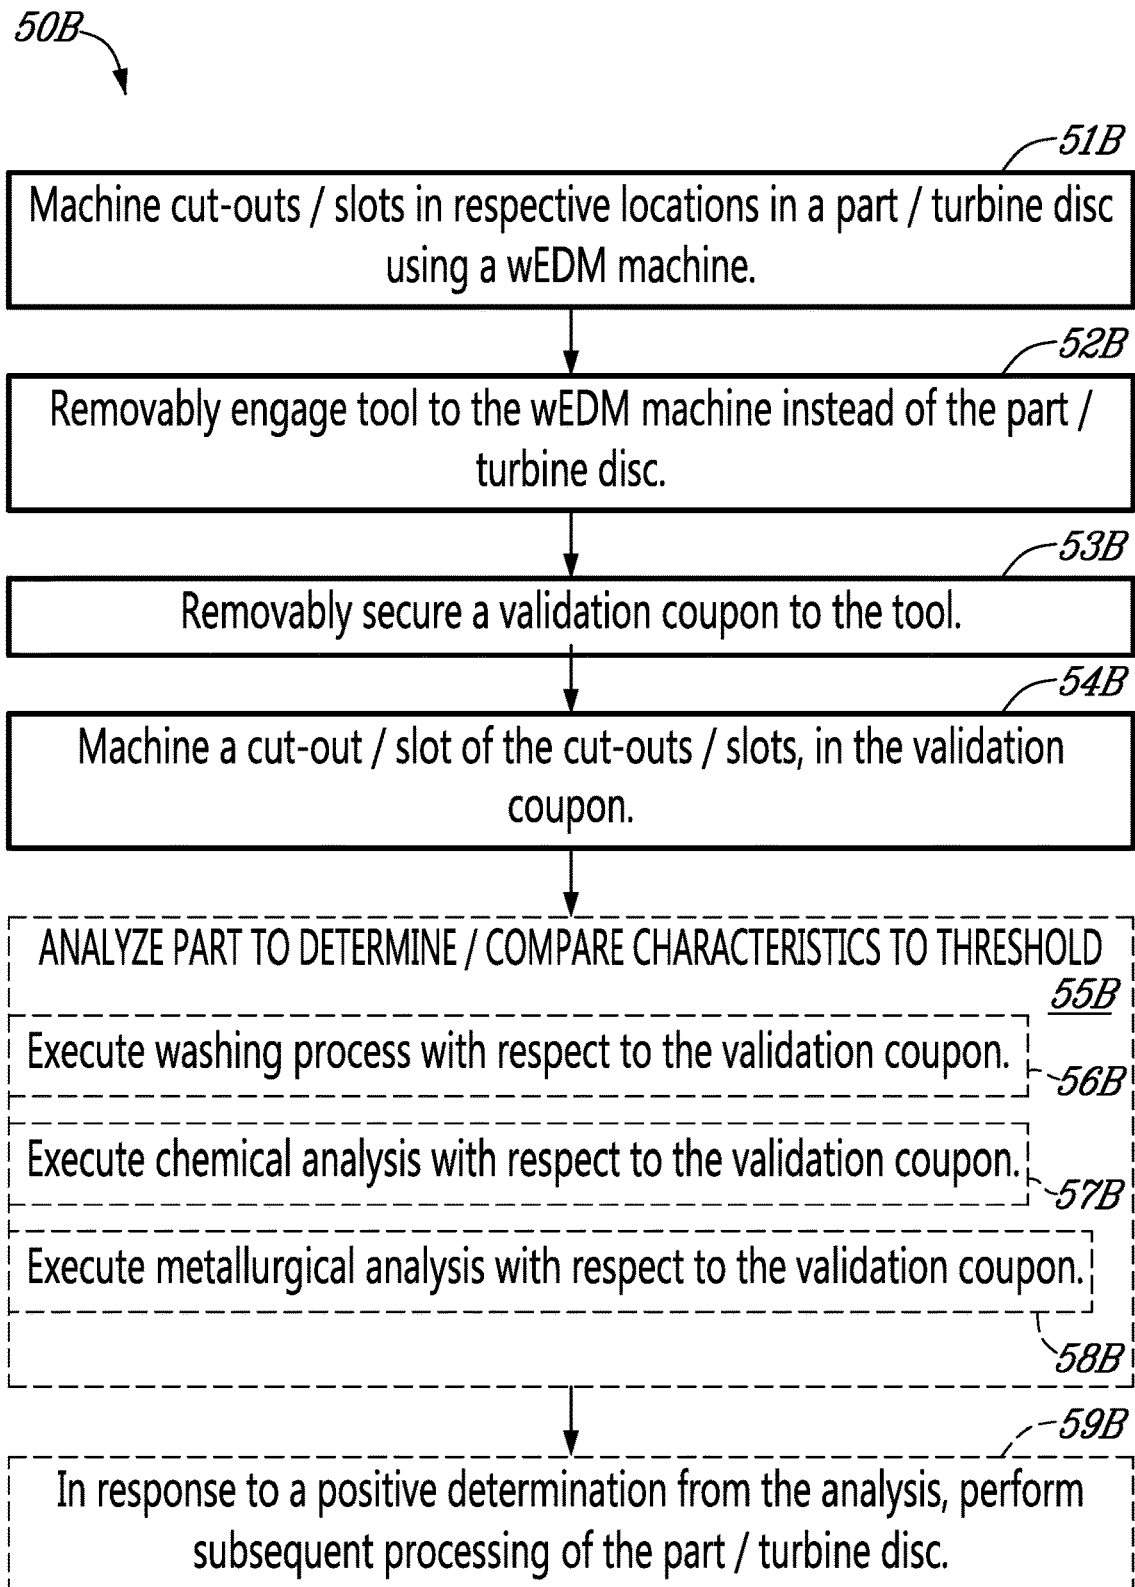 50B
51B
Machine cut-outs / slots in respective locations in a part / turbine disc
using a wEDM machine.
52B
Removably engage tool to the wEDM machine instead of the part /
turbine disc.
53B
Removably secure a validation coupon to the tool.
54B
Machine a cut-out / slot of the cut-outs / slots, in the validation
coupon.
ANALYZE PART TO DETERMINE / COMPARE CHARACTERISTICS TO THRESHOLD
55B
Execute washing process with respect to the validation coupon.
56B
Execute chemical analysis with respect to the validation coupon.
57B
Execute metallurgical analysis with respect to the validation coupon.
58B
59B
In response to a positive determination from the analysis, perform
subsequent processing of the part / turbine disc.